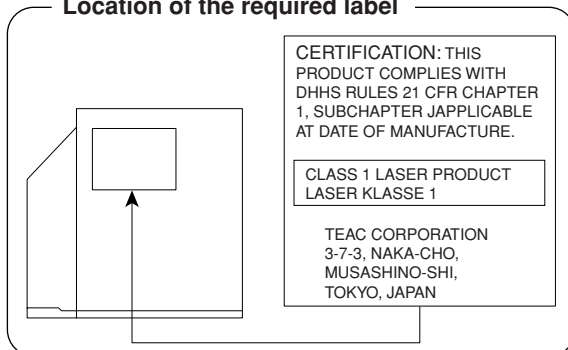 Location of the required label
CERTIFICATION: THIS
PRODUCT COMPLIES WITH
DHHS RULES 21 CFR CHAPTER
1, SUBCHAPTER JAPPLICABLE
AT DATE OF MANUFACTURE.
CLASS 1 LASER PRODUCT
LASER KLASSE 1
TEAC CORPORATION
3-7-3, NAKA-CHO,
MUSASHINO-SHI,
TOKYO, JAPAN